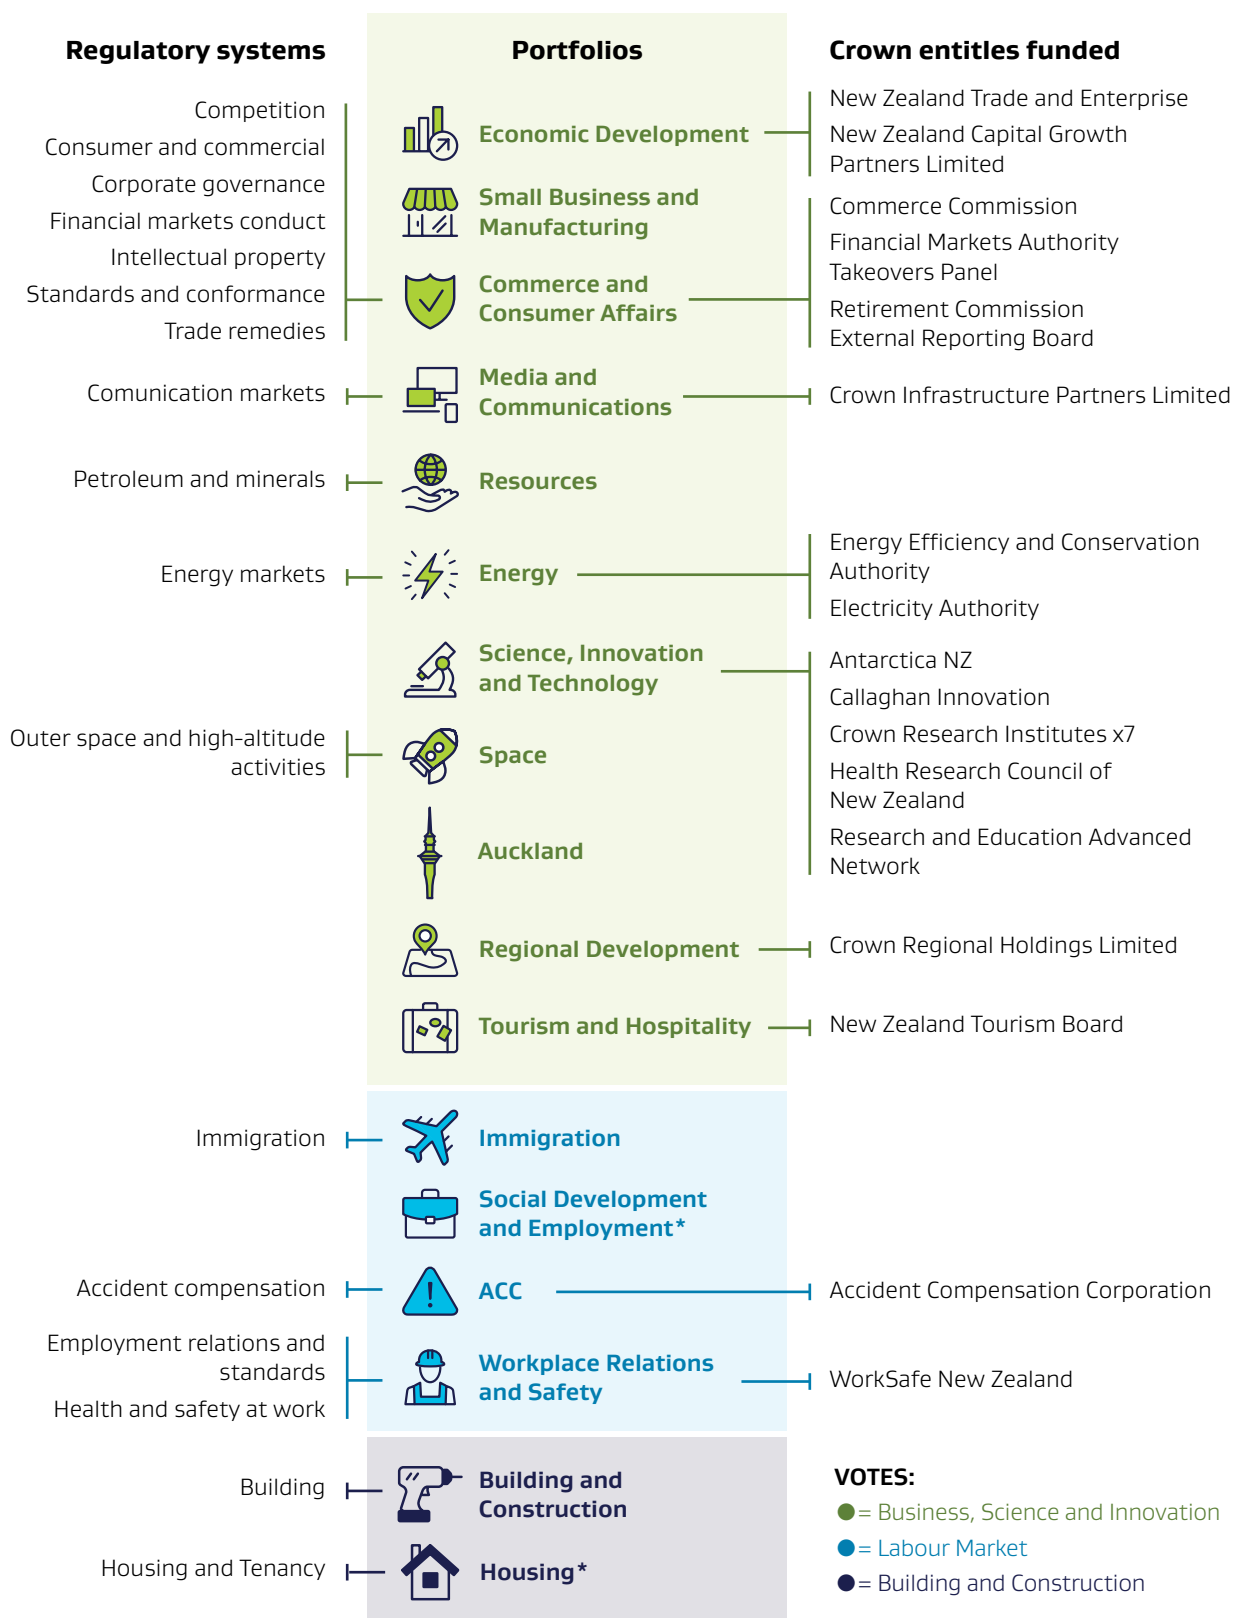 Regulatory systems
Portfolios
Crown entitles funded
Competition
Consumer and commercial
Corporate governance
Financial markets conduct
Intellectual property
Standards and conformance
Trade remedies
Economic Development
New Zealand Trade and Enterprise
New Zealand Capital Growth
Partners Limited
Small Business and
Manufacturing
Commerce and
Consumer Affairs
Commerce Commission
Financial Markets Authority
Takeovers Panel
Retirement Commission
External Reporting Board
Comunication markets
Media and
Communications
Crown Infrastructure Partners Limited
Petroleum and minerals
Resources
Energy markets
Energy
Energy Efficiency and Conservation
Authority
Electricity Authority
Science, Innovation
and Technology
Antarctica NZ
Callaghan Innovation
Crown Research Institutes x7
Health Research Council of
New Zealand
Research and Education Advanced
Network
Outer space and high-altitude
activities
Space
Auckland
Regional Development
Crown Regional Holdings Limited
Tourism and Hospitality
New Zealand Tourism Board
Immigration
Immigration
Social Development
and Employment*
Accident compensation
ACC
Accident Compensation Corporation
Employment relations and
standards
Health and safety at work
Workplace Relations
and Safety
WorkSafe New Zealand
Building
Building and
Construction
Housing and Tenancy
Housing*
VOTES:
= Business, Science and Innovation
= Labour Market
= Building and Construction